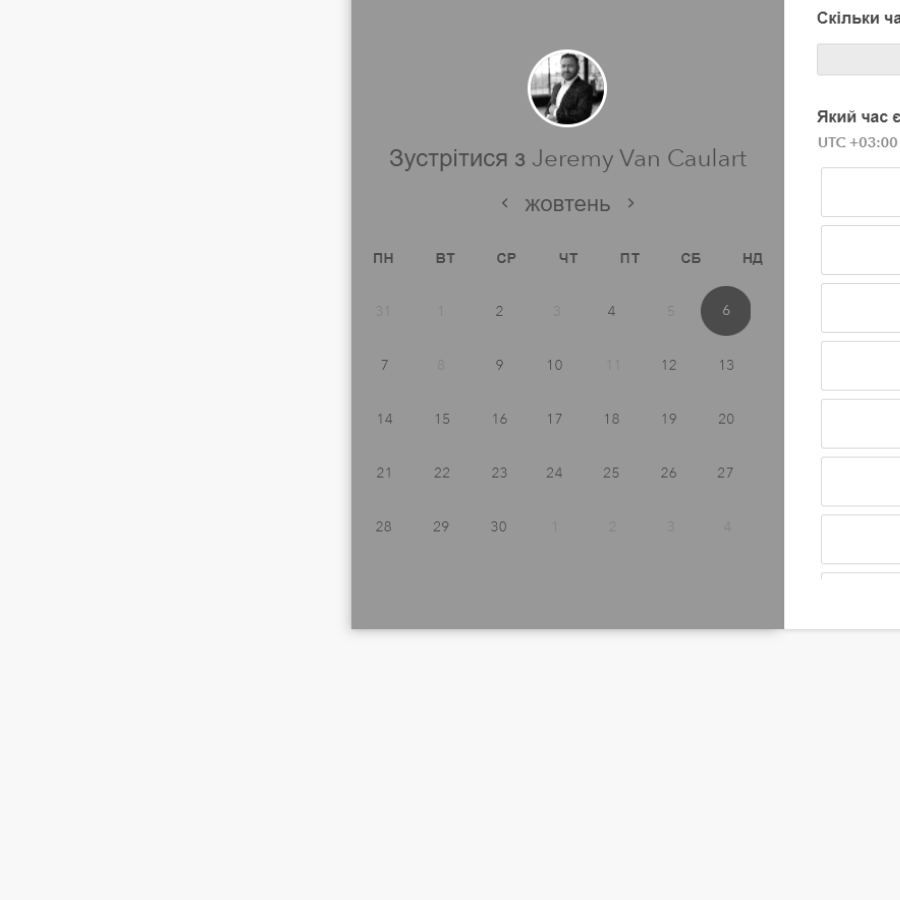 Зустрітися з Jeremy Van Caulart
жовтень
ПН ВТ СР ЧТ ПТ СБ НД
31 1 2 3 4 5 6
7 8 9 10 11 12 13
14 15 16 17 18 19 20
21 22 23 24 25 26 27
28 29 30 1 2 3 4
Скільки ча
Який час є
UTC +03:00